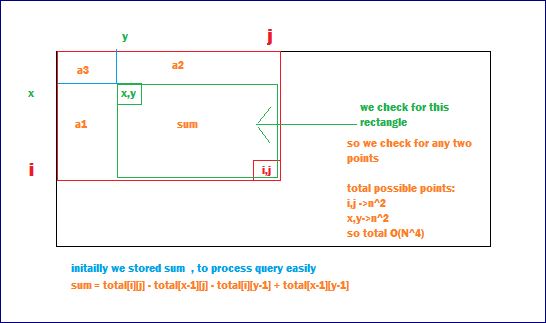 y
j
a3
a2
x
x,y
a1
sum
we check for this
rectangle
so we check for any two
points
i
i,j
total possible points:
i,j ->n^2
x,y->n^2
so total O(N^4)
initailly we stored sum , to process query easily
sum = total[i][j] - total[x-1][j] - total[i][y-1] + total[x-1][y-1]